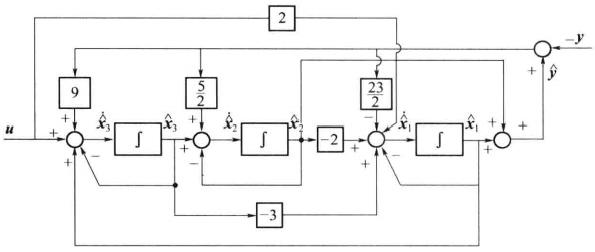 2
−y
+
ŷ
9
5/2
23/2
+
+
−
+
+
u
+
ẋ̂₃
∫
x̂₃
ẋ̂₂
∫
x̂₂
−2
+
ẋ̂₁
∫
x̂₁
+
+
−
−
+
−
−3